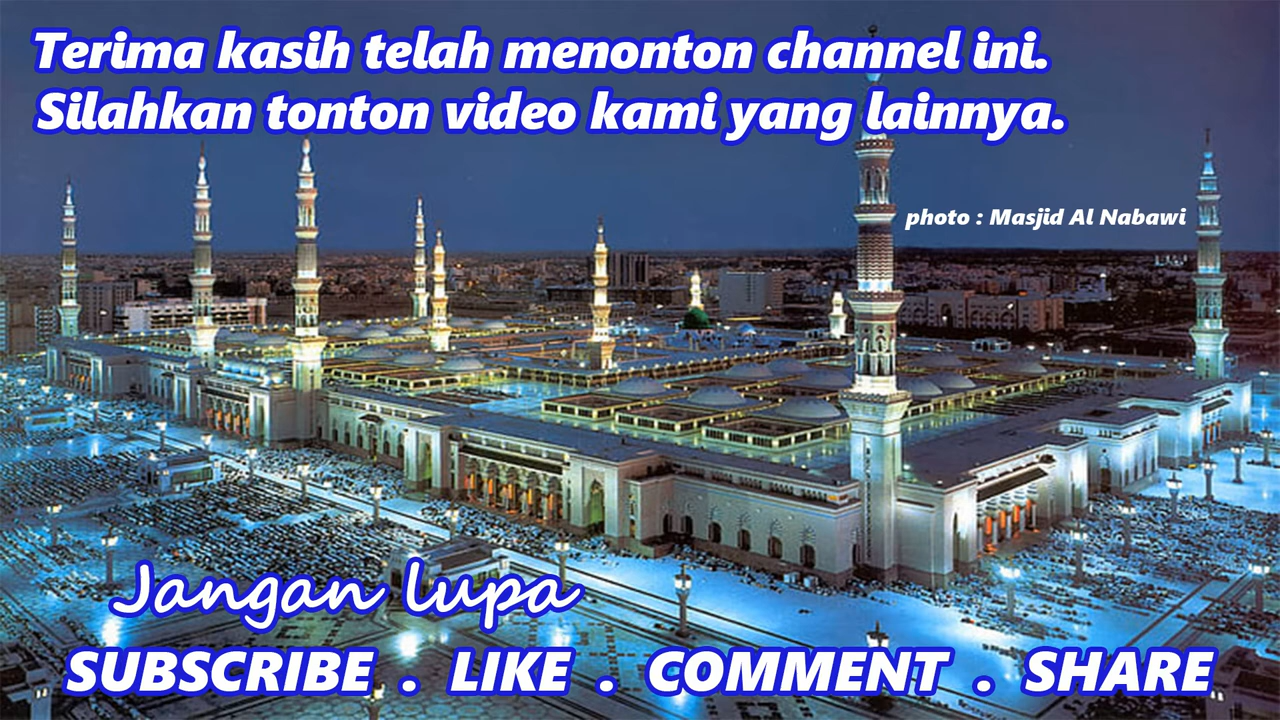 Terima kasih telah menonton channel ini.
Silahkan tonton video kami yang lainnya.
photo : Masjid Al Nabawi
Jangan lupa
SUBSCRIBE . LIKE . COMMENT . SHARE